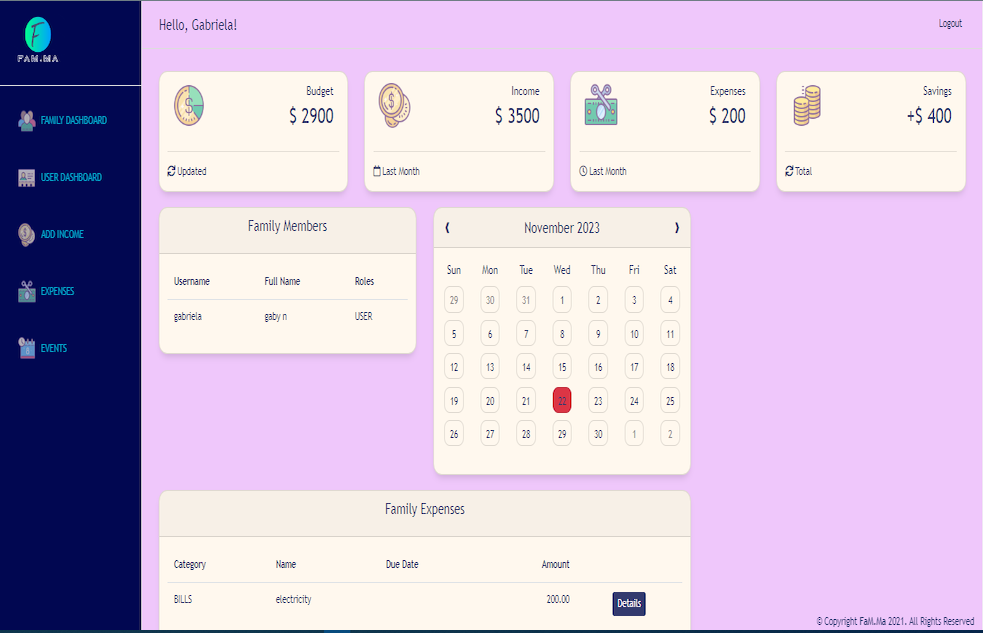 F
FAM.MA
FAMILY DASHBOARD
USER DASHBOARD
ADD INCOME
EXPENSES
EVENTS
Hello, Gabriela!
Logout
Budget
$ 2900
Updated
Income
$ 3500
Last Month
Expenses
$ 200
Last Month
Savings
+$ 400
Total
Family Members
Username Full Name Roles
gabriela gaby n USER
❰ November 2023 ❱
Sun Mon Tue Wed Thu Fri Sat
29 30 31 1 2 3 4
5 6 7 8 9 10 11
12 13 14 15 16 17 18
19 20 21 22 23 24 25
26 27 28 29 30 1 2
Family Expenses
Category Name Due Date Amount
BILLS electricity 200.00 Details
© Copyright FaM.Ma 2021. All Rights Reserved